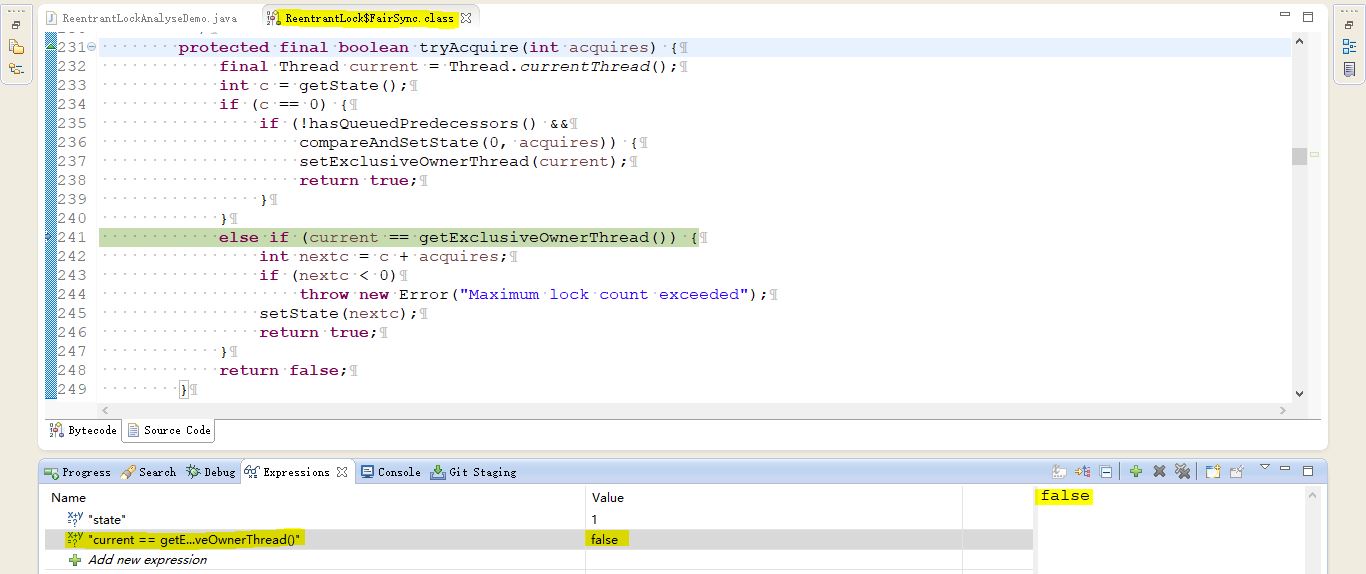 ReentrantLockAnalyseDemo.java
ReentrantLock$FairSync.class
231 protected final boolean tryAcquire(int acquires) {
232 final Thread current = Thread.currentThread();
233 int c = getState();
234 if (c == 0) {
235 if (!hasQueuedPredecessors() &&
236 compareAndSetState(0, acquires)) {
237 setExclusiveOwnerThread(current);
238 return true;
239 }
240 }
241 else if (current == getExclusiveOwnerThread()) {
242 int nextc = c + acquires;
243 if (nextc < 0)
244 throw new Error("Maximum lock count exceeded");
245 setState(nextc);
246 return true;
247 }
248 return false;
249 }
Bytecode Source Code
Progress Search Debug Expressions Console Git Staging
Name Value
"state" 1
"current == getE...veOwnerThread()" false
Add new expression
false